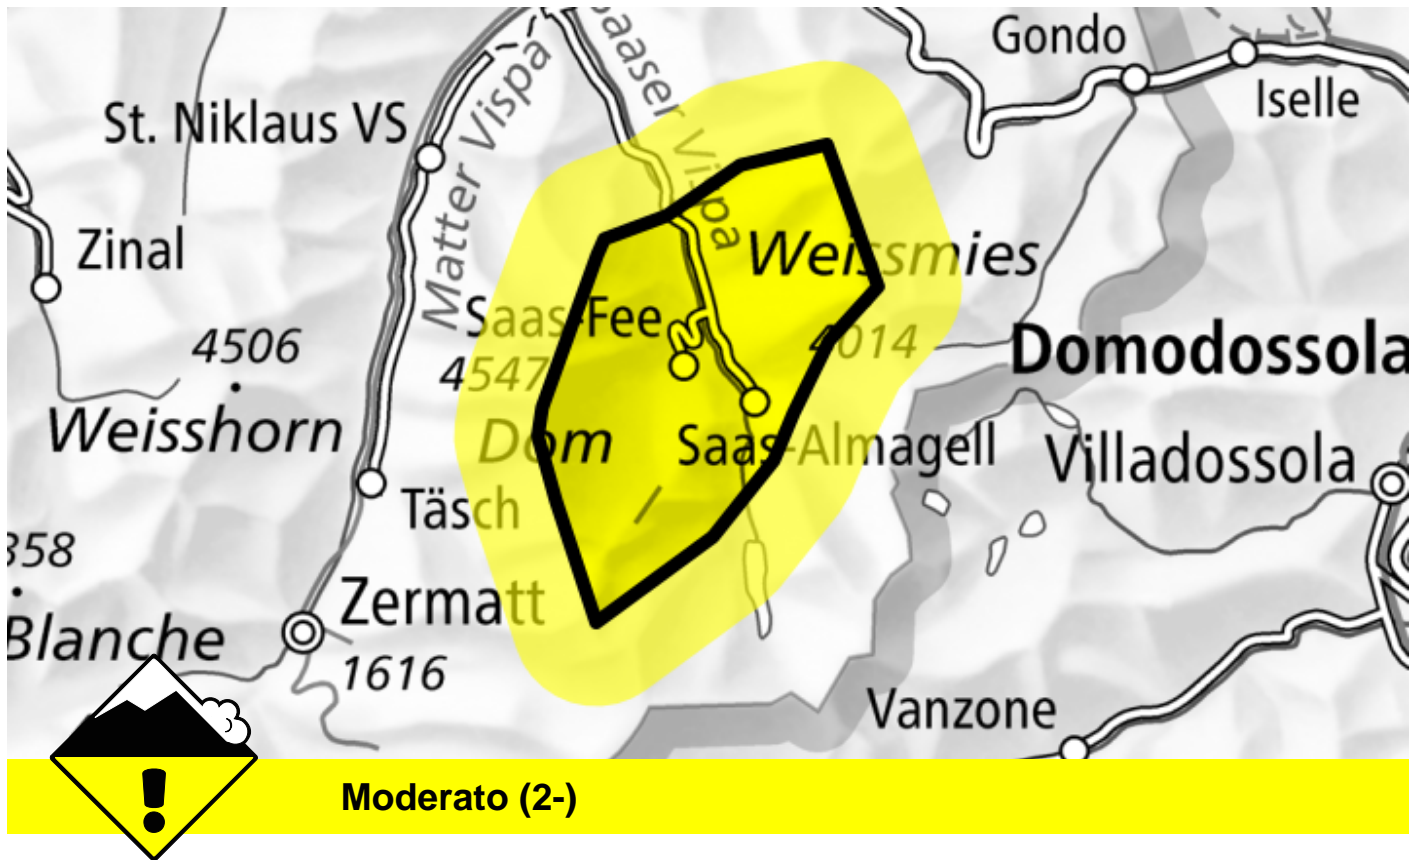 Gondo
Iselle
St. Niklaus VS
Matter Vispa
Saaser Vispa
Zinal
Weissmies
4014
Saas-Fee
4506
4547
Domodossola
Weisshorn
Dom
Saas-Almagell
Villadossola
Täsch
358
Zermatt
Blanche
1616
Vanzone
Moderato (2-)